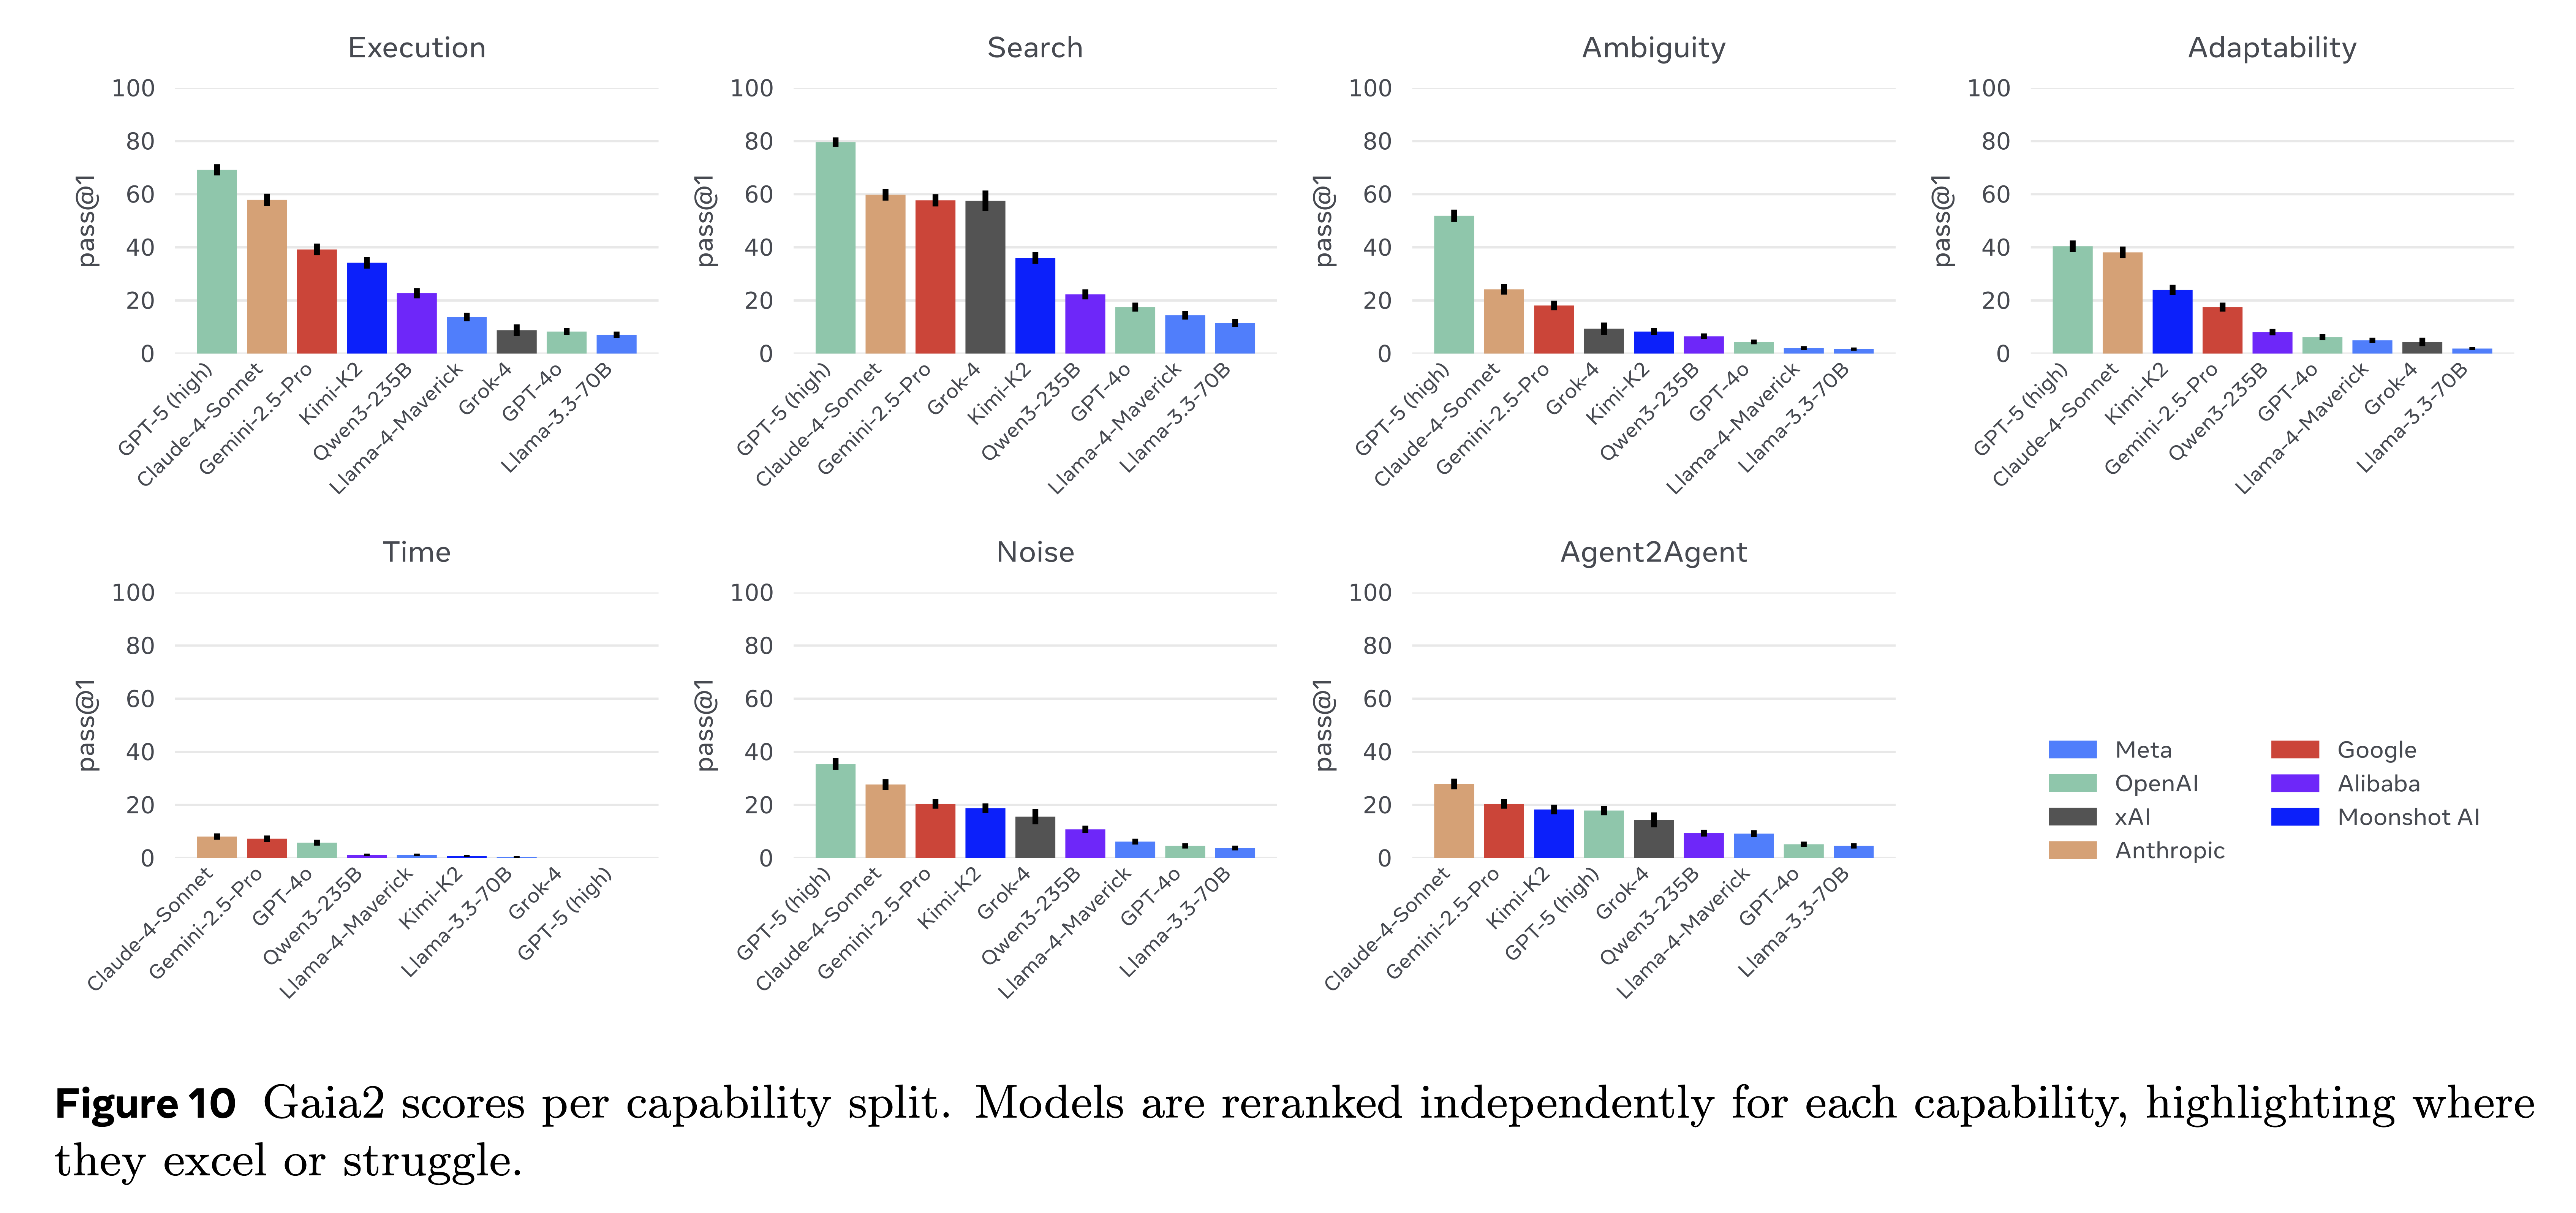 Execution
100
80
60
40
20
0
pass@1
GPT-5 (high)
Claude-4-Sonnet
Gemini-2.5-Pro
Kimi-K2
Qwen3-235B
Llama-4-Maverick
Grok-4
GPT-4o
Llama-3.3-70B
Search
100
80
60
40
20
0
pass@1
GPT-5 (high)
Claude-4-Sonnet
Gemini-2.5-Pro
Grok-4
Kimi-K2
Qwen3-235B
GPT-4o
Llama-4-Maverick
Llama-3.3-70B
Ambiguity
100
80
60
40
20
0
pass@1
GPT-5 (high)
Claude-4-Sonnet
Gemini-2.5-Pro
Grok-4
Kimi-K2
Qwen3-235B
GPT-4o
Llama-4-Maverick
Llama-3.3-70B
Adaptability
100
80
60
40
20
0
pass@1
GPT-5 (high)
Claude-4-Sonnet
Kimi-K2
Gemini-2.5-Pro
Qwen3-235B
GPT-4o
Llama-4-Maverick
Grok-4
Llama-3.3-70B
Time
100
80
60
40
20
0
pass@1
Claude-4-Sonnet
Gemini-2.5-Pro
GPT-4o
Qwen3-235B
Llama-4-Maverick
Kimi-K2
Llama-3.3-70B
Grok-4
GPT-5 (high)
Noise
100
80
60
40
20
0
pass@1
GPT-5 (high)
Claude-4-Sonnet
Gemini-2.5-Pro
Kimi-K2
Grok-4
Qwen3-235B
Llama-4-Maverick
GPT-4o
Llama-3.3-70B
Agent2Agent
100
80
60
40
20
0
pass@1
Claude-4-Sonnet
Gemini-2.5-Pro
Kimi-K2
GPT-5 (high)
Grok-4
Qwen3-235B
Llama-4-Maverick
GPT-4o
Llama-3.3-70B
Meta
OpenAI
xAI
Anthropic
Google
Alibaba
Moonshot AI
Figure 10 Gaia2 scores per capability split. Models are reranked independently for each capability, highlighting where
they excel or struggle.